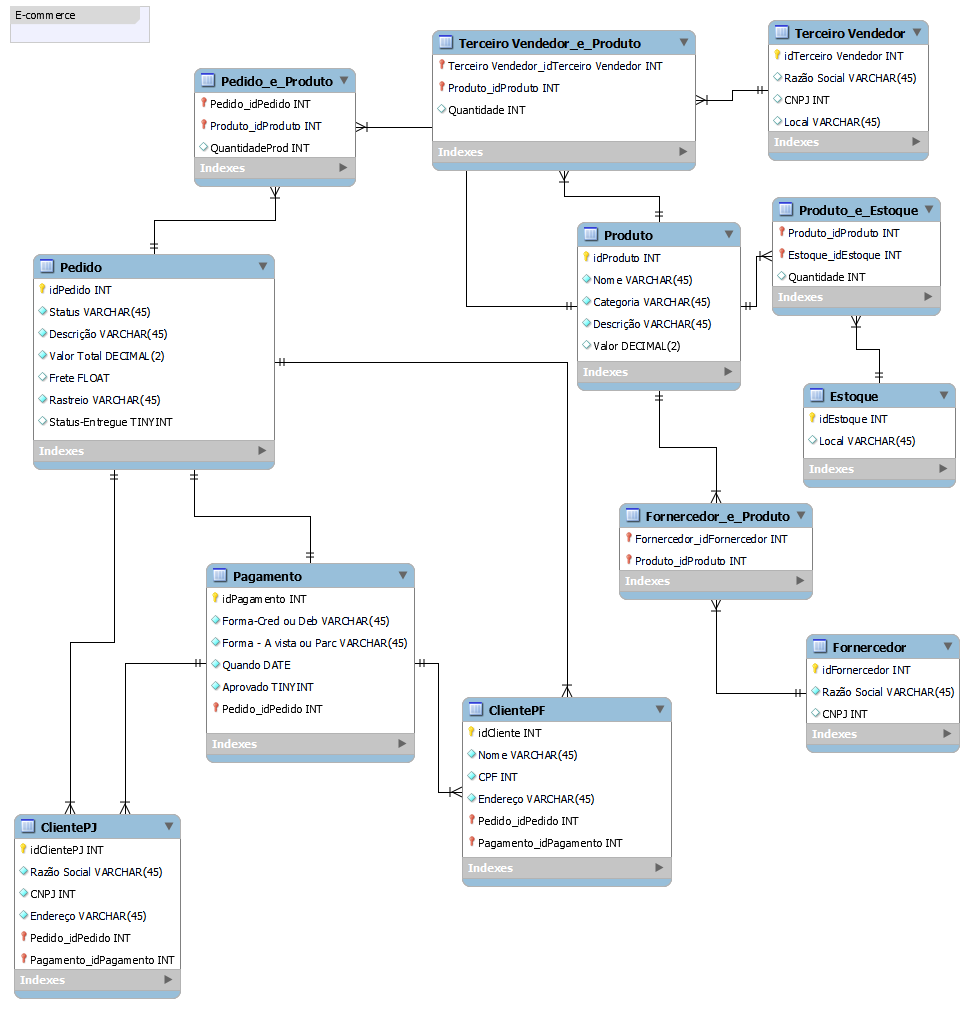 E-commerce
Terceiro Vendedor_e_Produto
Terceiro Vendedor_idTerceiro Vendedor INT
Produto_idProduto INT
Quantidade INT
Indexes
Terceiro Vendedor
idTerceiro Vendedor INT
Razão Social VARCHAR(45)
CNPJ INT
Local VARCHAR(45)
Indexes
Pedido_e_Produto
Pedido_idPedido INT
Produto_idProduto INT
QuantidadeProd INT
Indexes
Produto_e_Estoque
Produto_idProduto INT
Estoque_idEstoque INT
Quantidade INT
Indexes
Produto
idProduto INT
Nome VARCHAR(45)
Categoria VARCHAR(45)
Descrição VARCHAR(45)
Valor DECIMAL(2)
Indexes
Pedido
idPedido INT
Status VARCHAR(45)
Descrição VARCHAR(45)
Valor Total DECIMAL(2)
Frete FLOAT
Rastreio VARCHAR(45)
Status-Entregue TINYINT
Indexes
Estoque
idEstoque INT
Local VARCHAR(45)
Indexes
Fornercedor_e_Produto
Fornercedor_idFornercedor INT
Produto_idProduto INT
Indexes
Pagamento
idPagamento INT
Forma-Cred ou Deb VARCHAR(45)
Forma - A vista ou Parc VARCHAR(45)
Quando DATE
Aprovado TINYINT
Pedido_idPedido INT
Indexes
Fornercedor
idFornercedor INT
Razão Social VARCHAR(45)
CNPJ INT
Indexes
ClientePF
idCliente INT
Nome VARCHAR(45)
CPF INT
Endereço VARCHAR(45)
Pedido_idPedido INT
Pagamento_idPagamento INT
Indexes
ClientePJ
idClientePJ INT
Razão Social VARCHAR(45)
CNPJ INT
Endereço VARCHAR(45)
Pedido_idPedido INT
Pagamento_idPagamento INT
Indexes